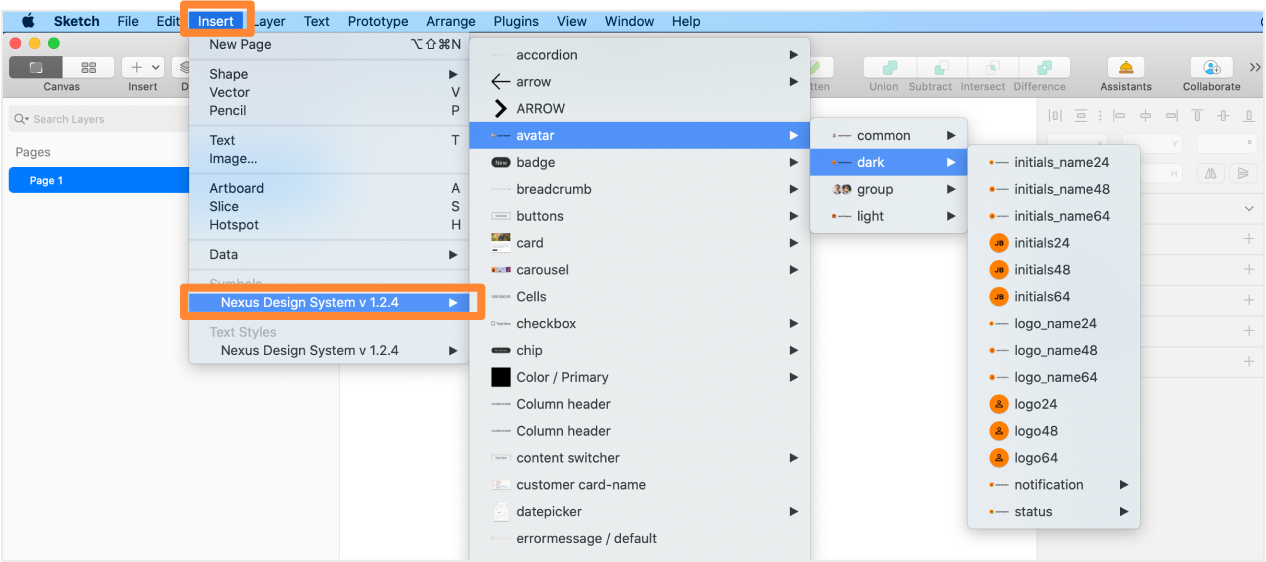 Sketch File Edit Insert Layer Text Prototype Arrange Plugins View Window Help
New Page ⌥⇧⌘N
Shape
Vector V
Pencil P
Text T
Image...
Artboard A
Slice S
Hotspot H
Data
Symbols
Nexus Design System v 1.2.4
Text Styles
Nexus Design System v 1.2.4
Canvas
Insert
Search Layers
Pages
Page 1
accordion
arrow
ARROW
avatar
badge
breadcrumb
buttons
card
carousel
Cells
checkbox
chip
Color / Primary
Column header
Column header
content switcher
customer card-name
datepicker
errormessage / default
common
dark
group
light
initials_name24
initials_name48
initials_name64
JB initials24
JB initials48
JB initials64
logo_name24
logo_name48
logo_name64
logo24
logo48
logo64
notification
status
Union Subtract Intersect Difference
Assistants
Collaborate
X
Y
H